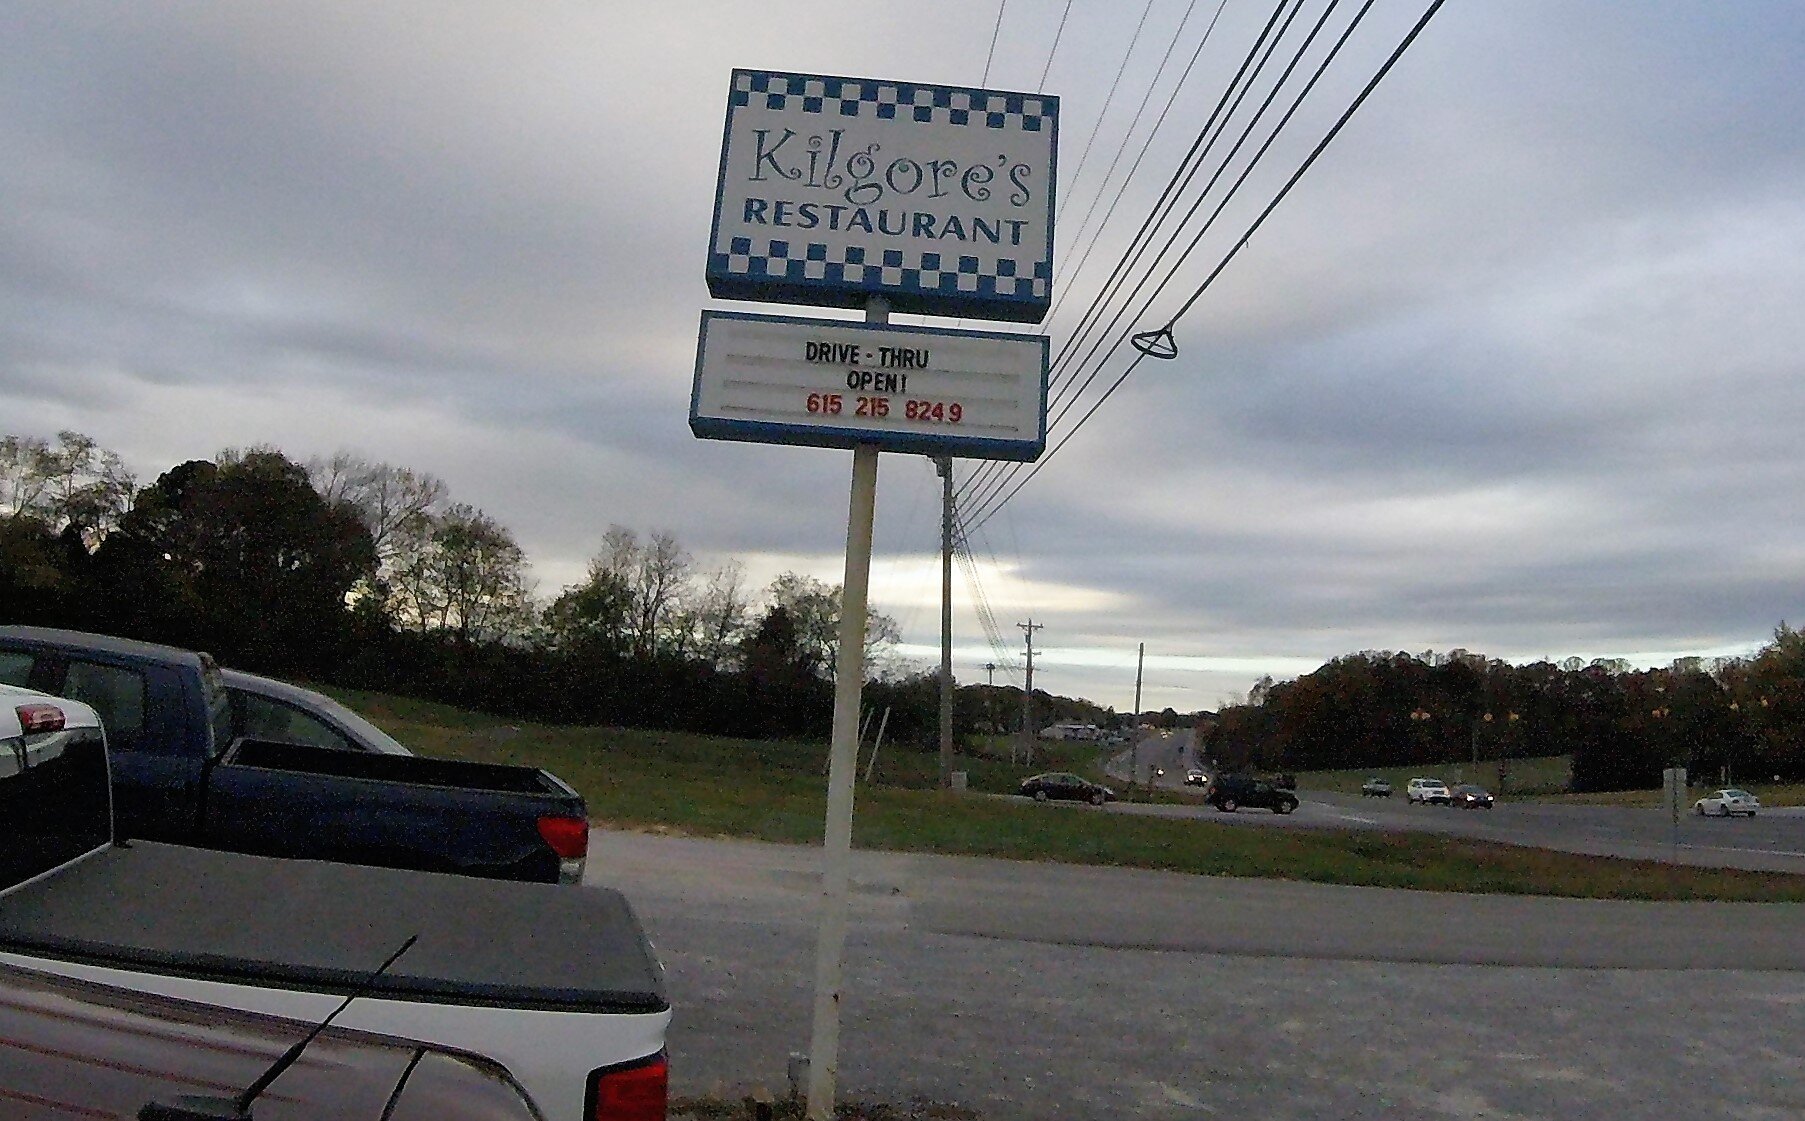 Kilgore's
RESTAURANT
DRIVE - THRU
OPEN!
615 215 8249